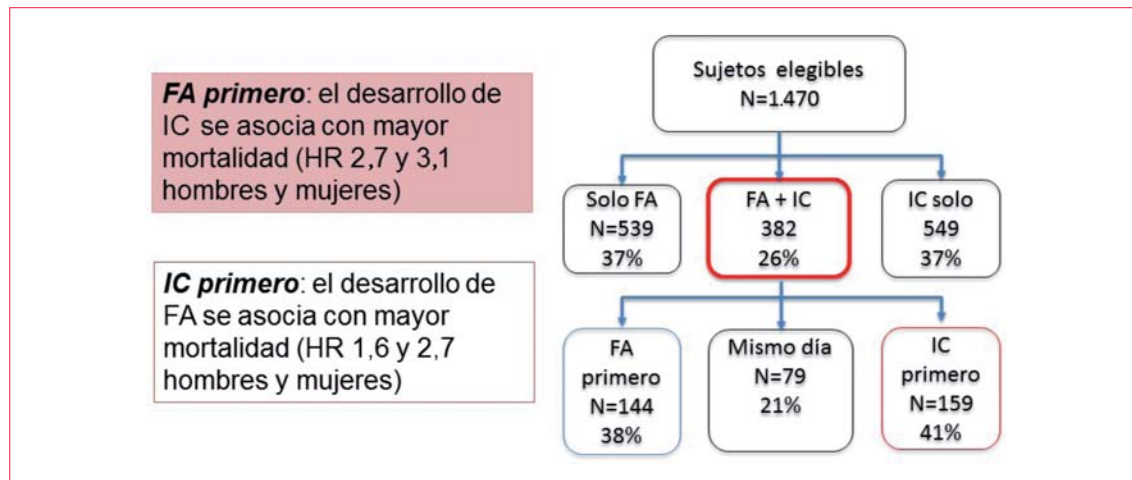 FA primero: el desarrollo de
IC se asocia con mayor
mortalidad (HR 2,7 y 3,1
hombres y mujeres)
IC primero: el desarrollo de
FA se asocia con mayor
mortalidad (HR 1,6 y 2,7
hombres y mujeres)
Sujetos elegibles
N=1.470
Solo FA
N=539
37%
FA + IC
382
26%
IC solo
549
37%
FA
primero
N=144
38%
Mismo día
N=79
21%
IC
primero
N=159
41%